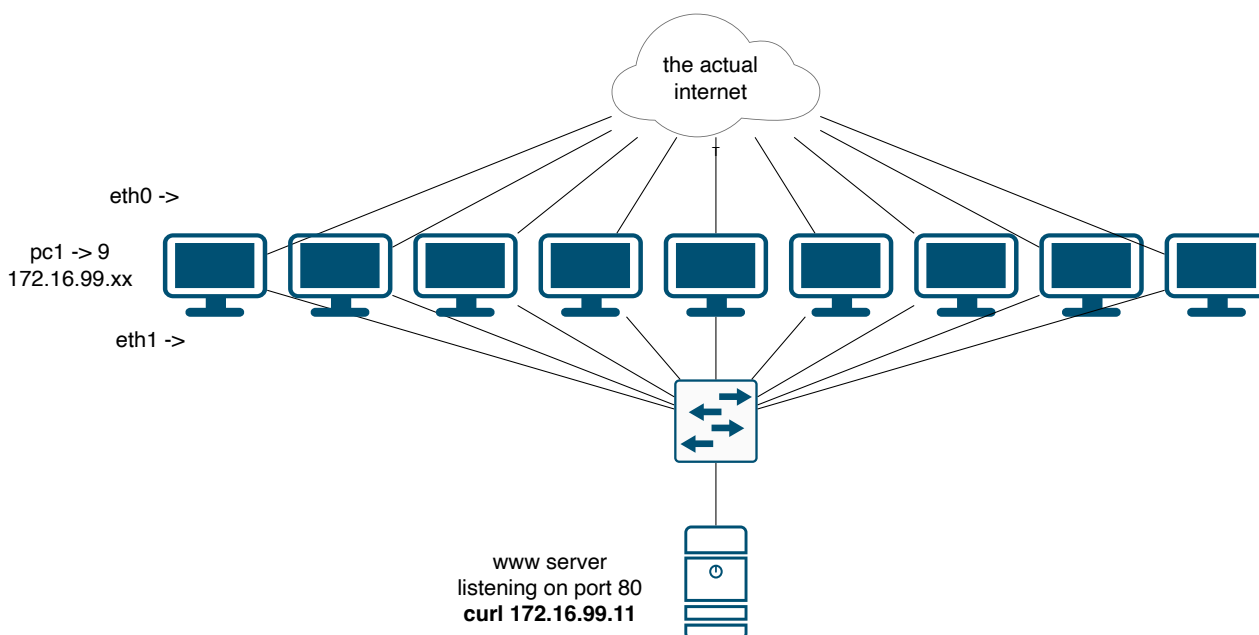 the actual
internet
T
eth0 ->
pc1 -> 9
172.16.99.xx
eth1 ->
www server
listening on port 80
curl 172.16.99.11